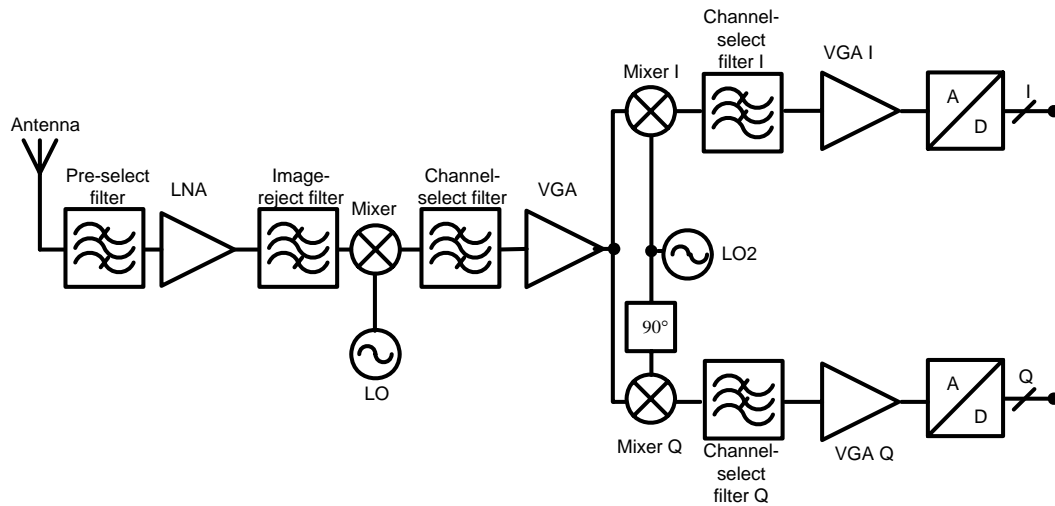 Antenna
Pre-select
filter
LNA
Image-
reject filter
Mixer
LO
Channel-
select filter
VGA
Mixer I
Channel-
select
filter I
VGA I
A
D
I
LO2
90°
Mixer Q
Channel-
select
filter Q
VGA Q
A
D
Q